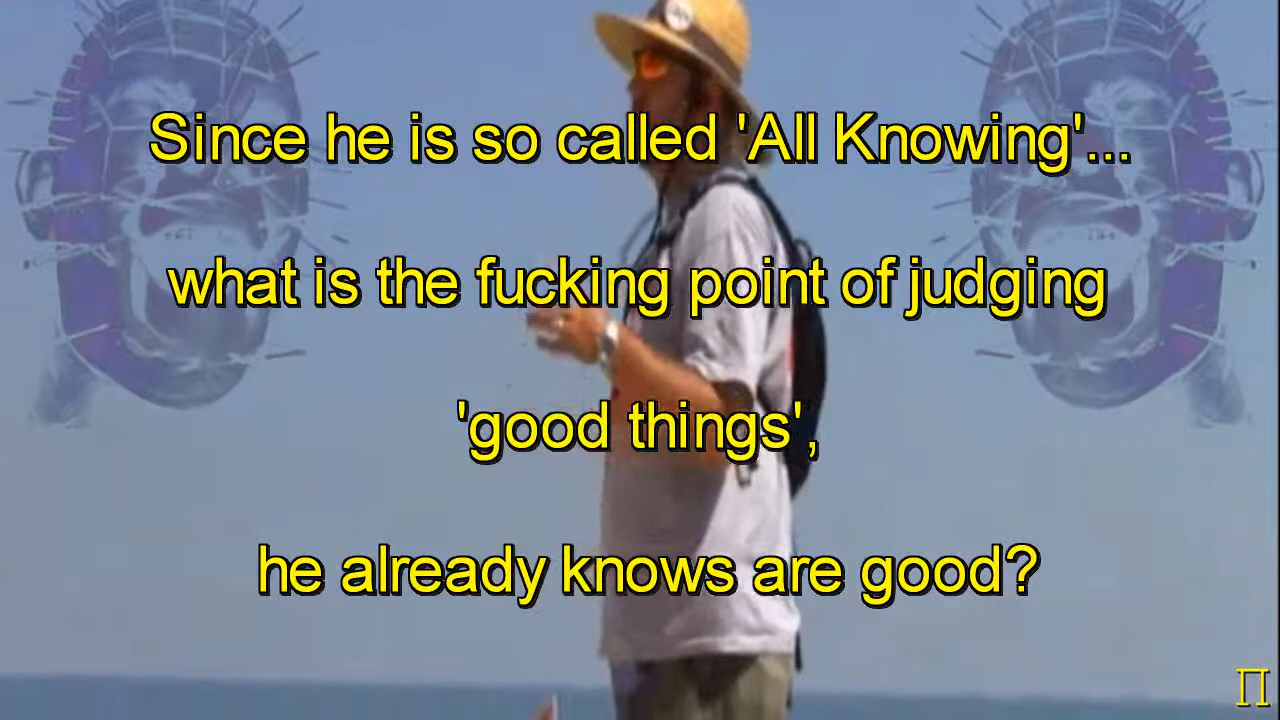 Since he is so called 'All Knowing'...
what is the fucking point of judging
'good things',
he already knows are good?
Π